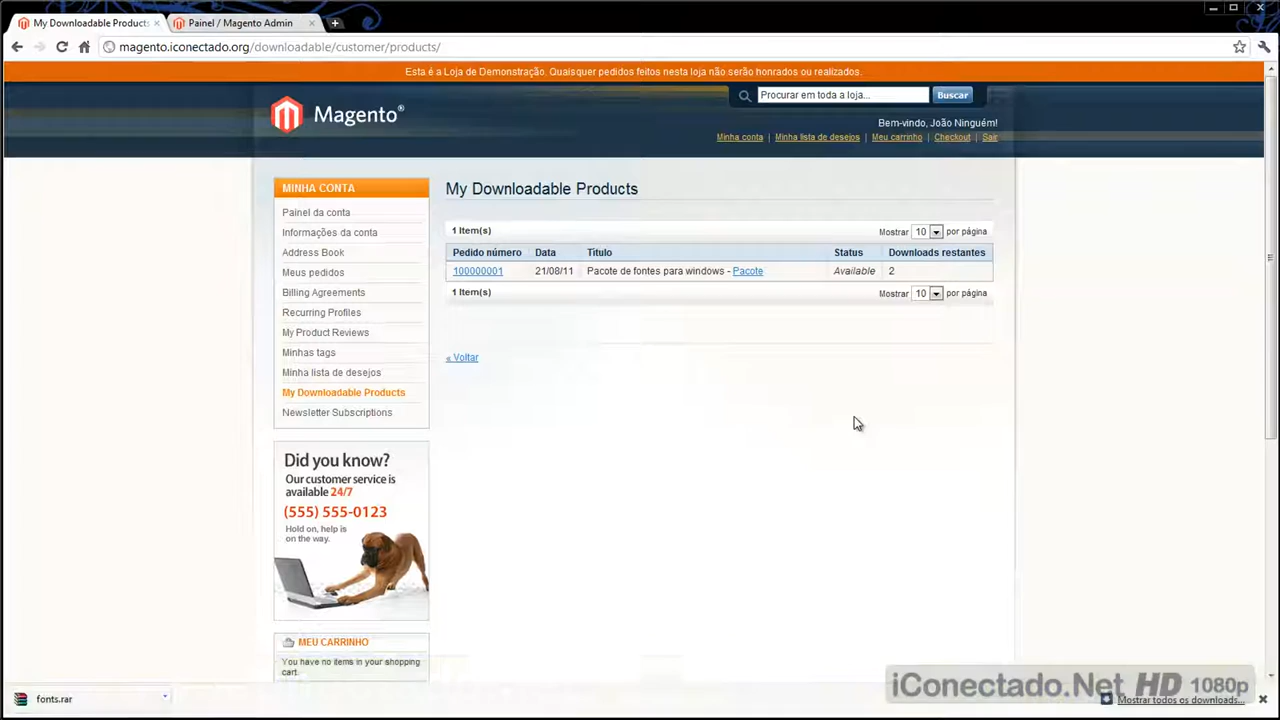 My Downloadable Products
Painel / Magento Admin
magento.iconectado.org/downloadable/customer/products/
Esta é a Loja de Demonstração. Quaisquer pedidos feitos nesta loja não serão honrados ou realizados.
Magento®
Procurar em toda a loja...
Buscar
Bem-vindo, João Ninguém!
Minha conta | Minha lista de desejos | Meu carrinho | Checkout | Sair
MINHA CONTA
Painel da conta
Informações da conta
Address Book
Meus pedidos
Billing Agreements
Recurring Profiles
My Product Reviews
Minhas tags
Minha lista de desejos
My Downloadable Products
Newsletter Subscriptions
My Downloadable Products
1 Item(s) Mostrar 10 por página
Pedido número Data Título Status Downloads restantes
100000001 21/08/11 Pacote de fontes para windows - Pacote Available 2
1 Item(s) Mostrar 10 por página
« Voltar
Did you know?
Our customer service is
available 24/7
(555) 555-0123
Hold on, help is
on the way.
MEU CARRINHO
You have no items in your shopping
cart.
fonts.rar
iConectado.Net HD 1080p
Mostrar todos os downloads...